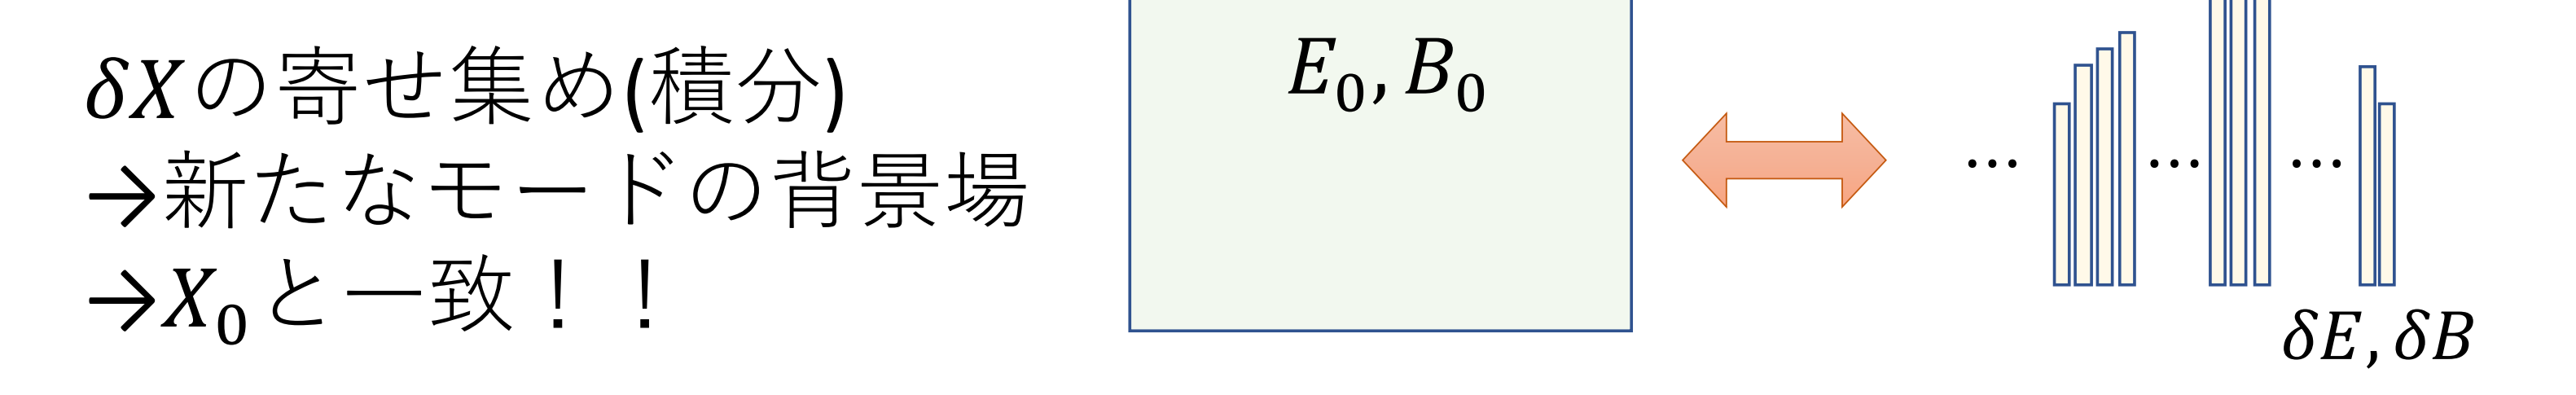 δXの寄せ集め(積分)
→新たなモードの背景場
→X₀と一致！！
E₀, B₀
… … …
δE, δB